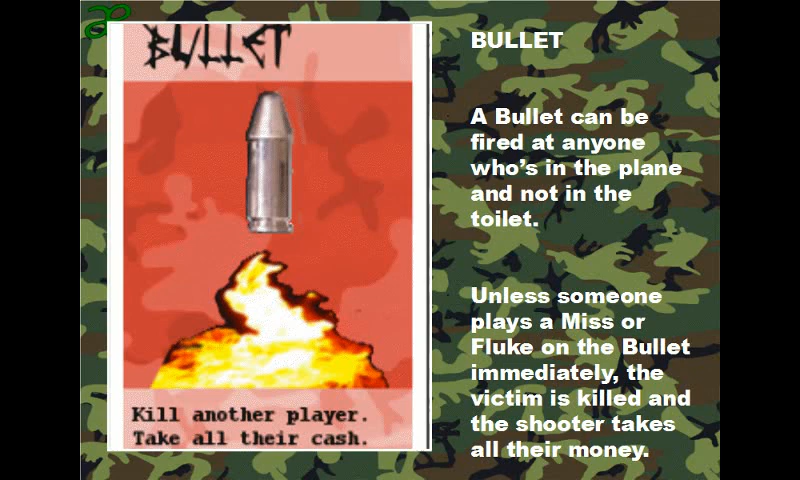 BULLET
Kill another player.
Take all their cash.
BULLET
A Bullet can be
fired at anyone
who's in the plane
and not in the
toilet.
Unless someone
plays a Miss or
Fluke on the Bullet
immediately, the
victim is killed and
the shooter takes
all their money.